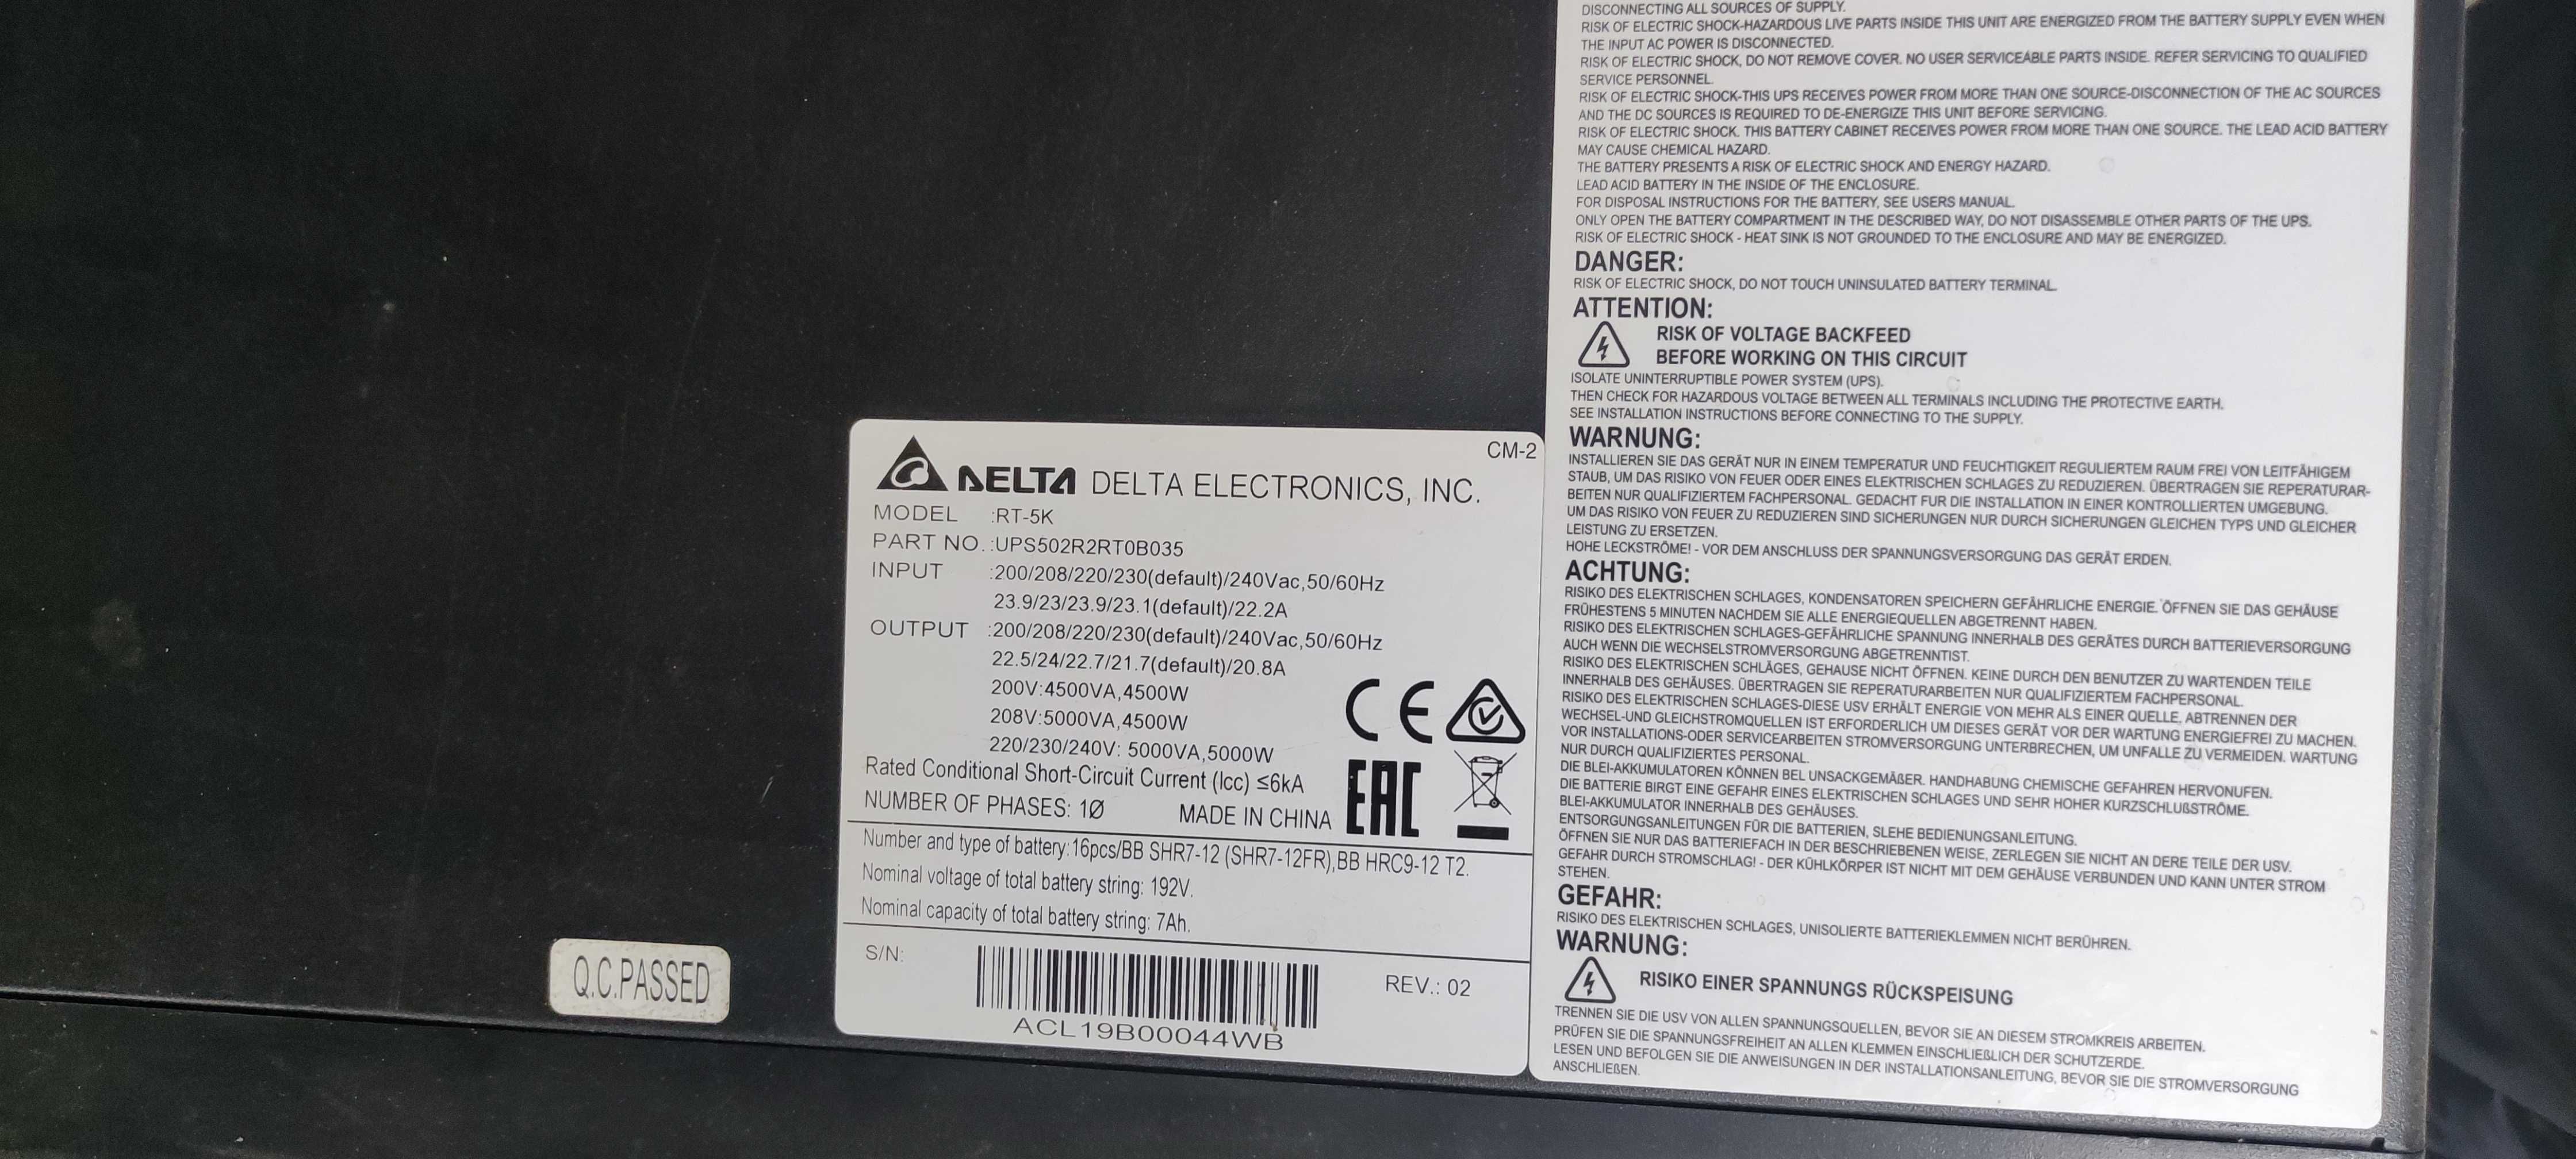 DISCONNECTING ALL SOURCES OF SUPPLY.
RISK OF ELECTRIC SHOCK-HAZARDOUS LIVE PARTS INSIDE THIS UNIT ARE ENERGIZED FROM THE BATTERY SUPPLY EVEN WHEN
THE INPUT AC POWER IS DISCONNECTED.
RISK OF ELECTRIC SHOCK, DO NOT REMOVE COVER. NO USER SERVICEABLE PARTS INSIDE. REFER SERVICING TO QUALIFIED
SERVICE PERSONNEL.
RISK OF ELECTRIC SHOCK-THIS UPS RECEIVES POWER FROM MORE THAN ONE SOURCE-DISCONNECTION OF THE AC SOURCES
AND THE DC SOURCES IS REQUIRED TO DE-ENERGIZE THIS UNIT BEFORE SERVICING.
RISK OF ELECTRIC SHOCK. THIS BATTERY CABINET RECEIVES POWER FROM MORE THAN ONE SOURCE. THE LEAD ACID BATTERY
MAY CAUSE CHEMICAL HAZARD.
THE BATTERY PRESENTS A RISK OF ELECTRIC SHOCK AND ENERGY HAZARD.
LEAD ACID BATTERY IN THE INSIDE OF THE ENCLOSURE.
FOR DISPOSAL INSTRUCTIONS FOR THE BATTERY, SEE USERS MANUAL.
ONLY OPEN THE BATTERY COMPARTMENT IN THE DESCRIBED WAY, DO NOT DISASSEMBLE OTHER PARTS OF THE UPS.
RISK OF ELECTRIC SHOCK - HEAT SINK IS NOT GROUNDED TO THE ENCLOSURE AND MAY BE ENERGIZED.
DANGER:
RISK OF ELECTRIC SHOCK, DO NOT TOUCH UNINSULATED BATTERY TERMINAL.
ATTENTION:
RISK OF VOLTAGE BACKFEED
BEFORE WORKING ON THIS CIRCUIT
ISOLATE UNINTERRUPTIBLE POWER SYSTEM (UPS).
THEN CHECK FOR HAZARDOUS VOLTAGE BETWEEN ALL TERMINALS INCLUDING THE PROTECTIVE EARTH.
SEE INSTALLATION INSTRUCTIONS BEFORE CONNECTING TO THE SUPPLY.
WARNUNG:
INSTALLIEREN SIE DAS GERÄT NUR IN EINEM TEMPERATUR UND FEUCHTIGKEIT REGULIERTEM RAUM FREI VON LEITFÄHIGEM
STAUB, UM DAS RISIKO VON FEUER ODER EINES ELEKTRISCHEN SCHLAGES ZU REDUZIEREN. ÜBERTRAGEN SIE REPERATURAR-
BEITEN NUR QUALIFIZIERTEM FACHPERSONAL. GEDACHT FUR DIE INSTALLATION IN EINER KONTROLLIERTEN UMGEBUNG.
UM DAS RISIKO VON FEUER ZU REDUZIEREN SIND SICHERUNGEN NUR DURCH SICHERUNGEN GLEICHEN TYPS UND GLEICHER
LEISTUNG ZU ERSETZEN.
HOHE LECKSTRÖME! - VOR DEM ANSCHLUSS DER SPANNUNGSVERSORGUNG DAS GERÄT ERDEN.
ACHTUNG:
RISIKO DES ELEKTRISCHEN SCHLAGES, KONDENSATOREN SPEICHERN GEFÄHRLICHE ENERGIE. ÖFFNEN SIE DAS GEHÄUSE
FRÜHESTENS 5 MINUTEN NACHDEM SIE ALLE ENERGIEQUELLEN ABGETRENNT HABEN.
RISIKO DES ELEKTRISCHEN SCHLAGES-GEFÄHRLICHE SPANNUNG INNERHALB DES GERÄTES DURCH BATTERIEVERSORGUNG
AUCH WENN DIE WECHSELSTROMVERSORGUNG ABGETRENNTIST.
RISIKO DES ELEKTRISCHEN SCHLÄGES, GEHAUSE NICHT ÖFFNEN. KEINE DURCH DEN BENUTZER ZU WARTENDEN TEILE
INNERHALB DES GEHÄUSES. ÜBERTRAGEN SIE REPERATURARBEITEN NUR QUALIFIZIERTEM FACHPERSONAL.
RISIKO DES ELEKTRISCHEN SCHLAGES-DIESE USV ERHÄLT ENERGIE VON MEHR ALS EINER QUELLE, ABTRENNEN DER
WECHSEL-UND GLEICHSTROMQUELLEN IST ERFORDERLICH UM DIESES GERÄT VOR DER WARTUNG ENERGIEFREI ZU MACHEN.
VOR INSTALLATIONS-ODER SERVICEARBEITEN STROMVERSORGUNG UNTERBRECHEN, UM UNFALLE ZU VERMEIDEN. WARTUNG
NUR DURCH QUALIFIZIERTES PERSONAL.
DIE BLEI-AKKUMULATOREN KÖNNEN BEL UNSACKGEMÄßER. HANDHABUNG CHEMISCHE GEFAHREN HERVONUFEN.
DIE BATTERIE BIRGT EINE GEFAHR EINES ELEKTRISCHEN SCHLAGES UND SEHR HOHER KURZSCHLUßSTRÖME.
BLEI-AKKUMULATOR INNERHALB DES GEHÄUSES.
ENTSORGUNGSANLEITUNGEN FÜR DIE BATTERIEN, SLEHE BEDIENUNGSANLEITUNG.
ÖFFNEN SIE NUR DAS BATTERIEFACH IN DER BESCHRIEBENEN WEISE, ZERLEGEN SIE NICHT AN DERE TEILE DER USV.
GEFAHR DURCH STROMSCHLAG! - DER KÜHLKÖRPER IST NICHT MIT DEM GEHÄUSE VERBUNDEN UND KANN UNTER STROM
STEHEN.
GEFAHR:
RISIKO DES ELEKTRISCHEN SCHLAGES, UNISOLIERTE BATTERIEKLEMMEN NICHT BERÜHREN.
WARNUNG:
RISIKO EINER SPANNUNGS RÜCKSPEISUNG
TRENNEN SIE DIE USV VON ALLEN SPANNUNGSQUELLEN, BEVOR SIE AN DIESEM STROMKREIS ARBEITEN.
PRÜFEN SIE DIE SPANNUNGSFREIHEIT AN ALLEN KLEMMEN EINSCHLIEßLICH DER SCHUTZERDE.
LESEN UND BEFOLGEN SIE DIE ANWEISUNGEN IN DER INSTALLATIONSANLEITUNG, BEVOR SIE DIE STROMVERSORGUNG
ANSCHLIEßEN.
CM-2
DELTA DELTA ELECTRONICS, INC.
MODEL :RT-5K
PART NO.:UPS502R2RT0B035
INPUT :200/208/220/230(default)/240Vac,50/60Hz
23.9/23/23.9/23.1(default)/22.2A
OUTPUT :200/208/220/230(default)/240Vac,50/60Hz
22.5/24/22.7/21.7(default)/20.8A
200V:4500VA,4500W
208V:5000VA,4500W
220/230/240V: 5000VA,5000W
Rated Conditional Short-Circuit Current (Icc) ≤6kA
NUMBER OF PHASES: 1Ø MADE IN CHINA
CE
EAC
Number and type of battery:16pcs/BB SHR7-12 (SHR7-12FR),BB HRC9-12 T2.
Nominal voltage of total battery string: 192V.
Nominal capacity of total battery string: 7Ah.
S/N:
REV.: 02
ACL19B00044WB
Q.C.PASSED